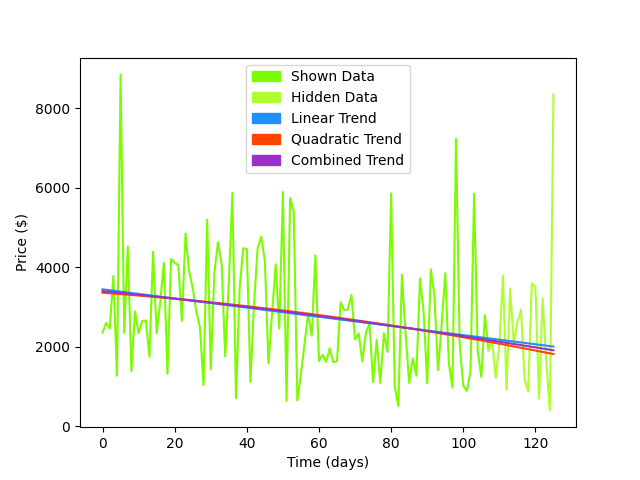 8000
6000
4000
2000
0
Price ($)
0 20 40 60 80 100 120
Time (days)
Shown Data
Hidden Data
Linear Trend
Quadratic Trend
Combined Trend